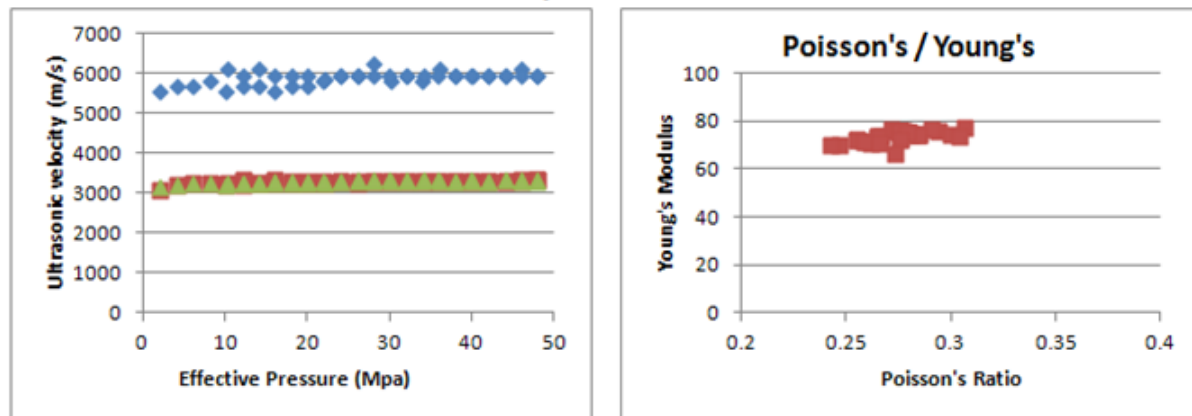 Ultrasonic velocity (m/s)
7000
6000
5000
4000
3000
2000
1000
0
0 10 20 30 40 50
Effective Pressure (Mpa)
Poisson's / Young's
Young's Modulus
100
80
60
40
20
0
0.2 0.25 0.3 0.35 0.4
Poisson's Ratio